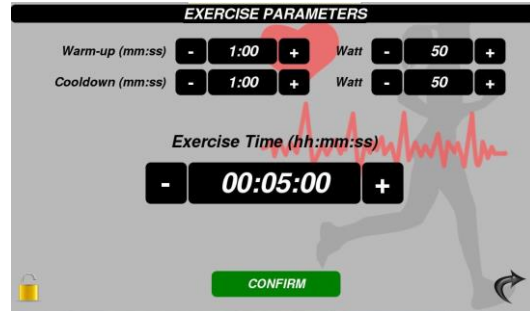 EXERCISE PARAMETERS
Warm-up (mm:ss) - 1:00 + Watt - 50 +
Cooldown (mm:ss) - 1:00 + Watt - 50 +
Exercise Time (hh:mm:ss)
- 00:05:00 +
CONFIRM